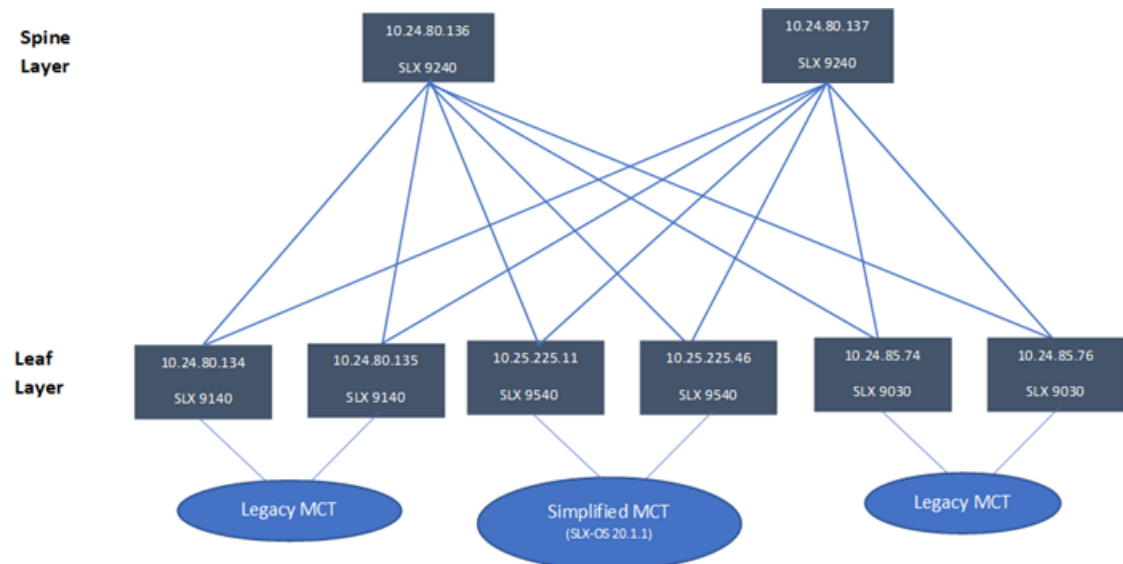 Spine
Layer
10.24.80.136
SLX 9240
10.24.80.137
SLX 9240
Leaf
Layer
10.24.80.134
SLX 9140
10.24.80.135
SLX 9140
10.25.225.11
SLX 9540
10.25.225.46
SLX 9540
10.24.85.74
SLX 9030
10.24.85.76
SLX 9030
Legacy MCT
Simplified MCT
(SLX-OS 20.1.1)
Legacy MCT